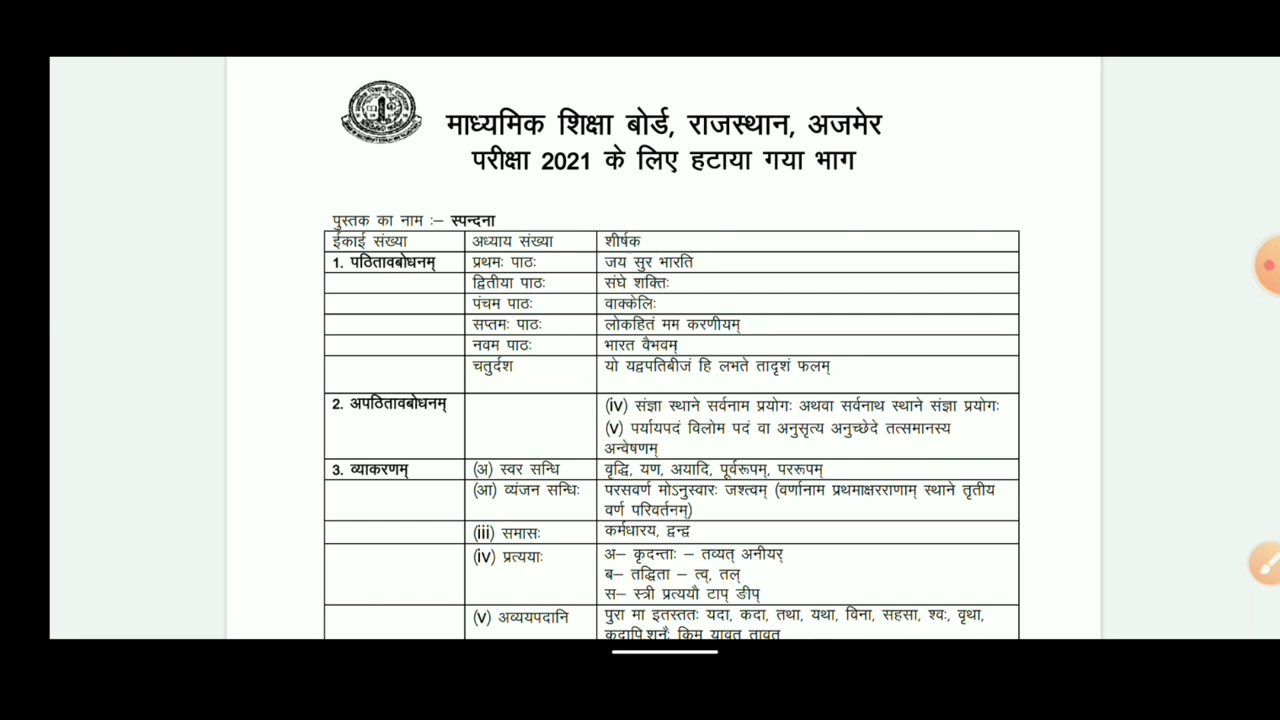 माध्यमिक शिक्षा बोर्ड, राजस्थान, अजमेर
परीक्षा 2021 के लिए हटाया गया भाग
पुस्तक का नाम :– स्पन्दना
ईकाई संख्या अध्याय संख्या शीर्षक
1. पठितावबोधनम् प्रथमः पाठः जय सुर भारति
द्वितीया पाठः संघे शक्तिः
पंचम पाठः वाक्केलिः
सप्तमः पाठः लोकहितं मम करणीयम्
नवम पाठः भारत वैभवम्
चतुर्दश यो यद्वपतिबीजं हि लभते तादृशं फलम्
2. अपठितावबोधनम् (iv) संज्ञा स्थाने सर्वनाम प्रयोगः अथवा सर्वनाथ स्थाने संज्ञा प्रयोगः
(v) पर्यायपदं विलोम पदं वा अनुसृत्य अनुच्छेदे तत्समानस्य
अन्वेषणम्
3. व्याकरणम् (अ) स्वर सन्धि वृद्धि, यण, अयादि, पूर्वरूपम्, पररूपम्
(आ) व्यंजन सन्धिः परसवर्ण मोऽनुस्वारः जश्त्वम् (वर्णानाम प्रथमाक्षरराणाम् स्थाने तृतीय
वर्ण परिवर्तनम्)
(iii) समासः कर्मधारय, द्वन्द्व
(iv) प्रत्ययाः अ– कृदन्ताः – तव्यत् अनीयर्
ब– तद्धिता – त्व्, तल्
स– स्त्री प्रत्ययौ टाप् ङीप्
(v) अव्ययपदानि पुरा मा इतस्ततः यदा, कदा, तथा, यथा, विना, सहसा, श्वः, वृथा,
कदापि शनैः किम् यावत् तावत्